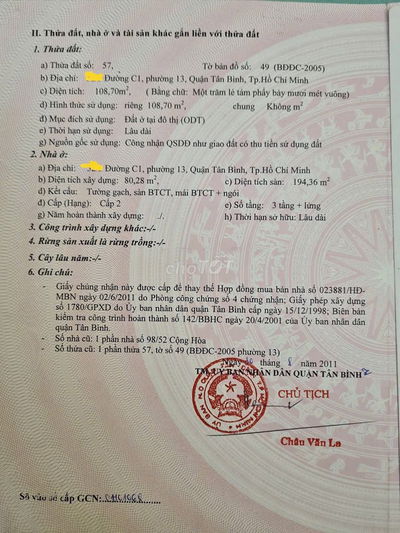 II. Thửa đất, nhà ở và tài sản khác gắn liền với thửa đất
1. Thửa đất:
a) Thửa đất số: 57, Tờ bản đồ số: 49 (BĐĐC-2005)
b) Địa chỉ: Đường C1, phường 13, Quận Tân Bình, Tp.Hồ Chí Minh
c) Diện tích: 108,70m², ( Bằng chữ: Một trăm lẻ tám phẩy bảy mươi mét vuông)
d) Hình thức sử dụng: riêng 108,70 m², chung Không m²
đ) Mục đích sử dụng: Đất ở tại đô thị (ODT)
e) Thời hạn sử dụng: Lâu dài
g) Nguồn gốc sử dụng: Công nhận QSDĐ như giao đất có thu tiền sử dụng đất
2. Nhà ở:
a) Địa chỉ: Đường C1, phường 13, Quận Tân Bình, Tp.Hồ Chí Minh
b) Diện tích xây dựng: 80,28 m², c) Diện tích sàn: 194,36 m²
d) Kết cấu: Tường gạch, sàn BTCT, mái BTCT + ngói
đ) Cấp (Hạng): Cấp 2 e) Số tầng: 3 tầng + lửng
g) Năm hoàn thành xây dựng: ./. h) Thời hạn sở hữu: Lâu dài
3. Công trình xây dựng khác:-/-
4. Rừng sản xuất là rừng trồng:-/-
5. Cây lâu năm:-/-
6. Ghi chú:
- Giấy chứng nhận này được cấp để thay thế Hợp đồng mua bán nhà số 023881/HĐ-
MBN ngày 02/6/2011 do Phòng công chứng số 4 chứng nhận; Giấy phép xây dựng
số 1780/GPXD do Ủy ban nhân dân quận Tân Bình cấp ngày 15/12/1998; Biên bản
kiểm tra công trình hoàn thành số 142/BBHC ngày 20/4/2001 của Ủy ban nhân dân
quận Tân Bình.
- Số nhà cũ: 1 phần nhà số 98/52 Cộng Hòa
- Số thửa cũ: 1 phần thửa 57, tờ số 49 (BĐĐC-2005 phường 13)
Ngày 8 năm 2011
TM.ỦY BAN NHÂN DÂN QUẬN TÂN BÌNH
CHỦ TỊCH
Châu Văn La
chợTỐT
Số vào sổ cấp GCN: